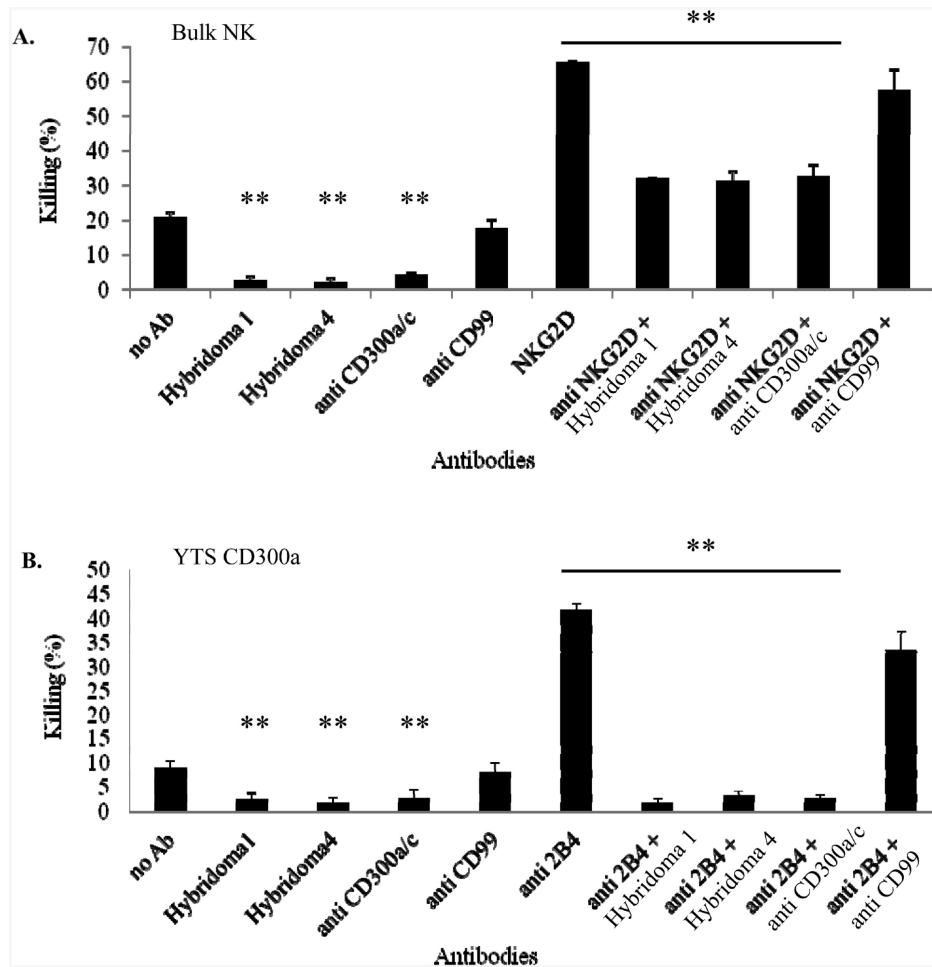 A.
Bulk NK
**
Killing (%)
70
60
50
40
30
20
10
0
** ** **
no Ab
Hybridoma 1
Hybridoma 4
anti CD300a/c
anti CD99
NKG2D
anti NKG2D +
Hybridoma 1
anti NKG2D +
Hybridoma 4
anti NKG2D +
anti CD300a/c
anti NKG2D +
anti CD99
Antibodies
B.
YTS CD300a
**
Killing (%)
50
45
40
35
30
25
20
15
10
5
0
** ** **
no Ab
Hybridoma1
Hybridoma4
anti CD300a/c
anti CD99
anti 2B4
anti 2B4 +
Hybridoma 1
anti 2B4 +
Hybridoma 4
anti 2B4 +
anti CD300a/c
anti 2B4 +
anti CD99
Antibodies